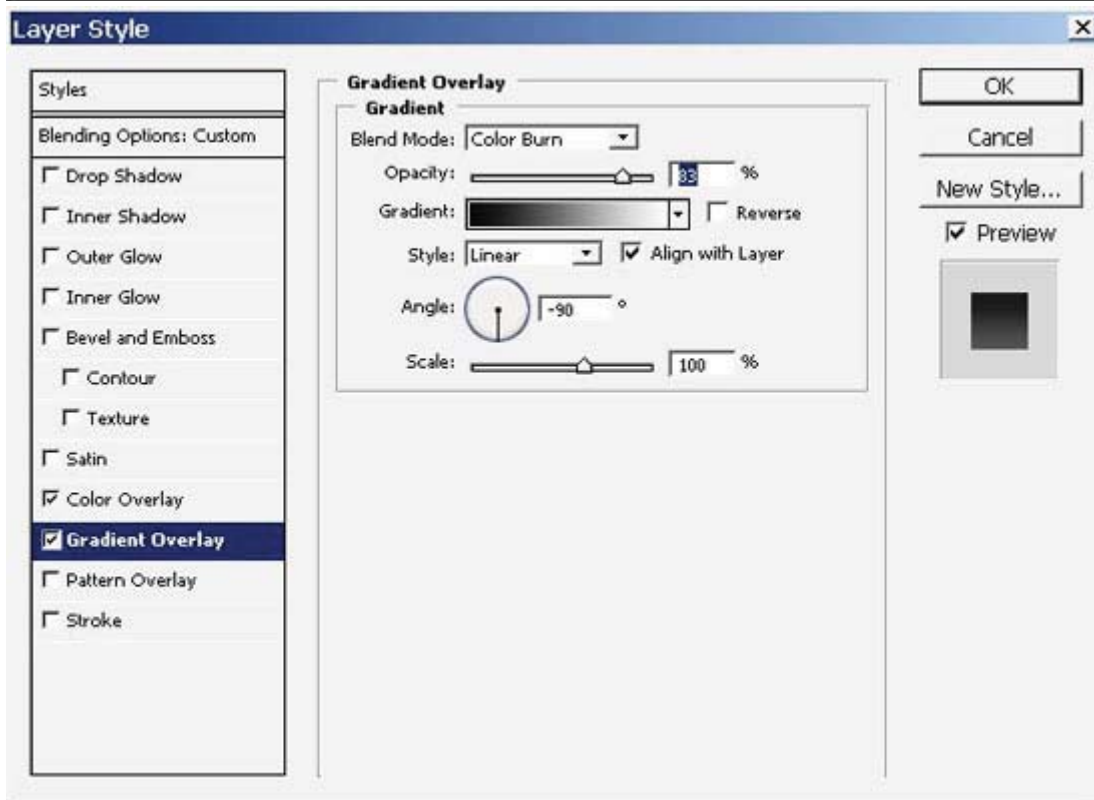 Layer Style
Styles
Blending Options: Custom
Drop Shadow
Inner Shadow
Outer Glow
Inner Glow
Bevel and Emboss
Contour
Texture
Satin
Color Overlay
Gradient Overlay
Pattern Overlay
Stroke
Gradient Overlay
Gradient
Blend Mode: Color Burn
Opacity: 83 %
Gradient: Reverse
Style: Linear Align with Layer
Angle: -90 °
Scale: 100 %
OK
Cancel
New Style...
Preview